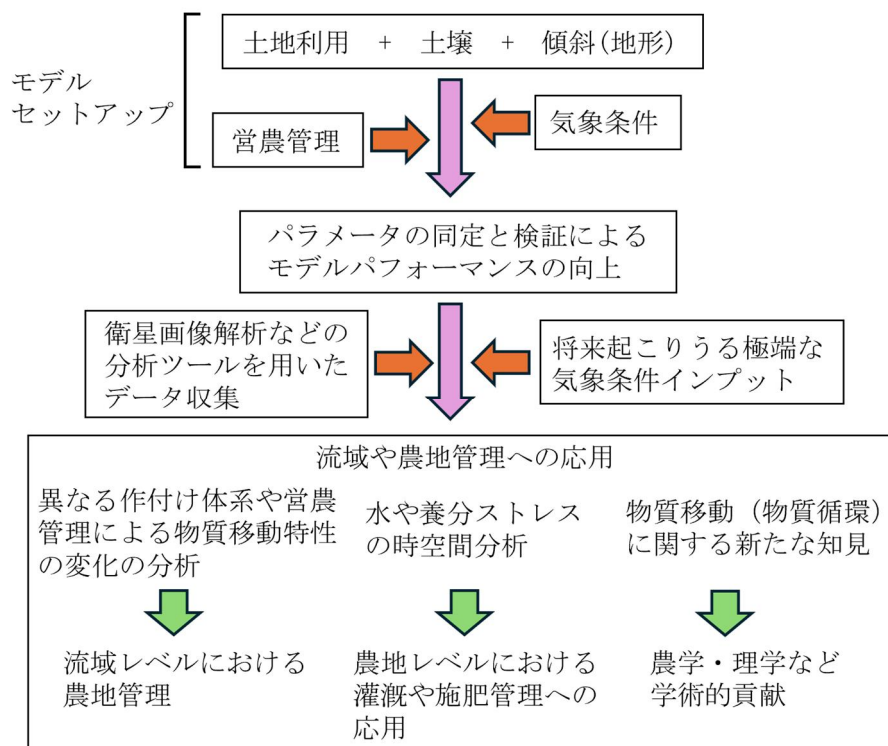 土地利用 + 土壌 + 傾斜(地形)
モデル
セットアップ
営農管理
気象条件
パラメータの同定と検証による
モデルパフォーマンスの向上
衛星画像解析などの
分析ツールを用いた
データ収集
将来起こりうる極端な
気象条件インプット
流域や農地管理への応用
異なる作付け体系や営農
管理による物質移動特性
の変化の分析
水や養分ストレス
の時空間分析
物質移動（物質循環）
に関する新たな知見
流域レベルにおける
農地管理
農地レベルにおける
灌漑や施肥管理への
応用
農学・理学など
学術的貢献